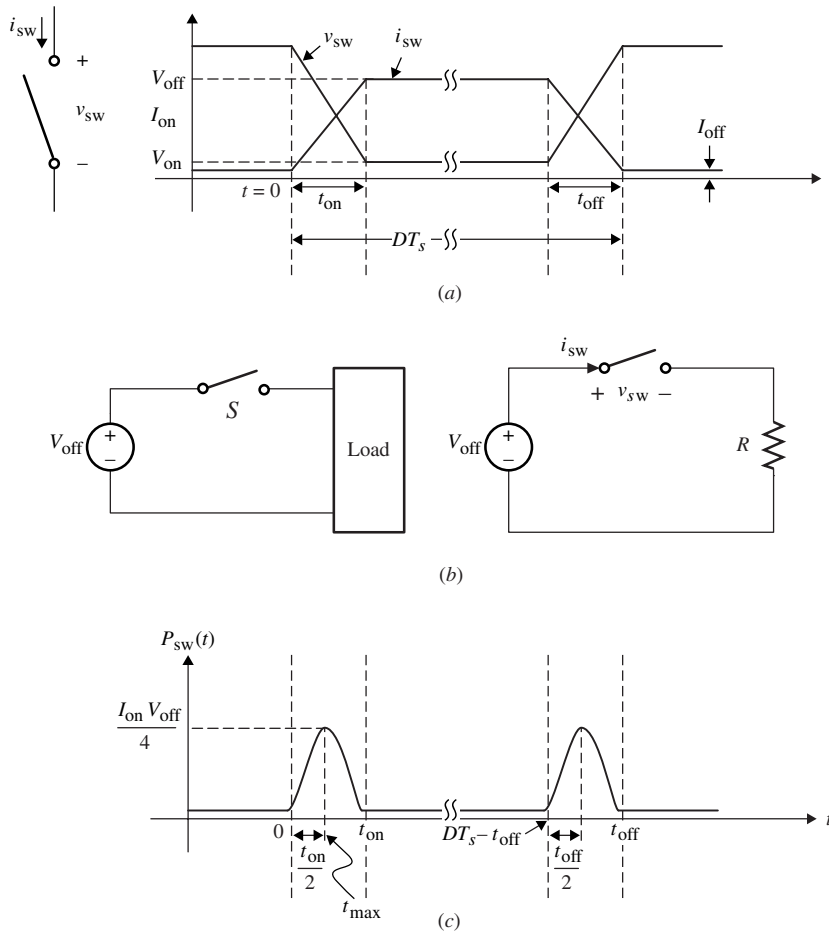 i_sw
+
v_sw
−
v_sw
i_sw
V_off
I_on
V_on
I_off
t = 0
t_on
t_off
DT_s
(a)
V_off
+
−
S
Load
i_sw
+ v_sw −
V_off
+
−
R
(b)
P_sw(t)
I_on V_off
4
0
t_on
DT_s − t_off
t_off
t
t_on
2
t_off
2
t_max
(c)